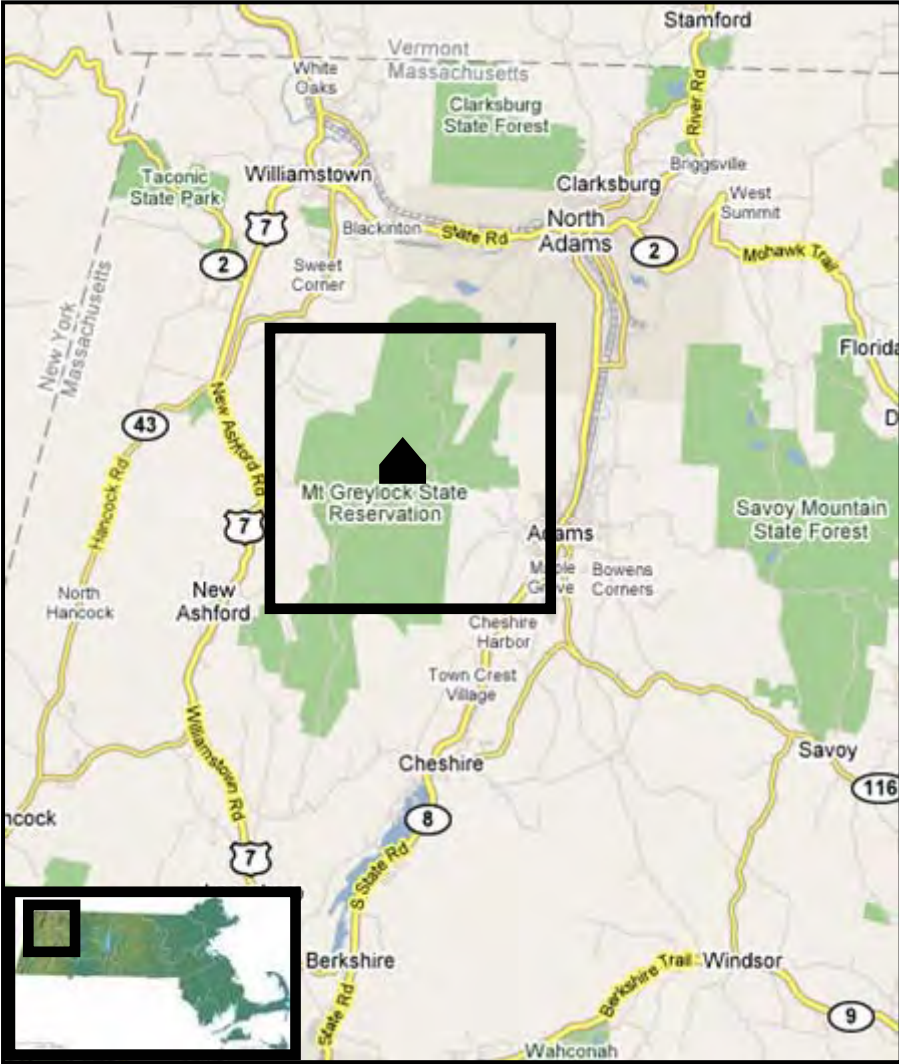 Stamford
Vermont
Massachusetts
White
Oaks
Clarksburg
State Forest
River Rd
Briggsville
Taconic
State Park
Williamstown
Clarksburg
West
Summit
7
Blackinton
State Rd
North
Adams
2
2
Mohawk Trail
Sweet
Corner
New York
Massachusetts
Florida
D
43
New Ashford Rd
Hancock Rd
Mt Greylock State
Reservation
Savoy Mountain
State Forest
7
Adams
Maple
Grove
Bowens
Corners
North
Hancock
New
Ashford
Cheshire
Harbor
Town Crest
Village
Williamstown Rd
Cheshire
Savoy
116
ncock
8
7
S State Rd
Berkshire
Berkshire Trail
Windsor
State Rd
9
Wahconah